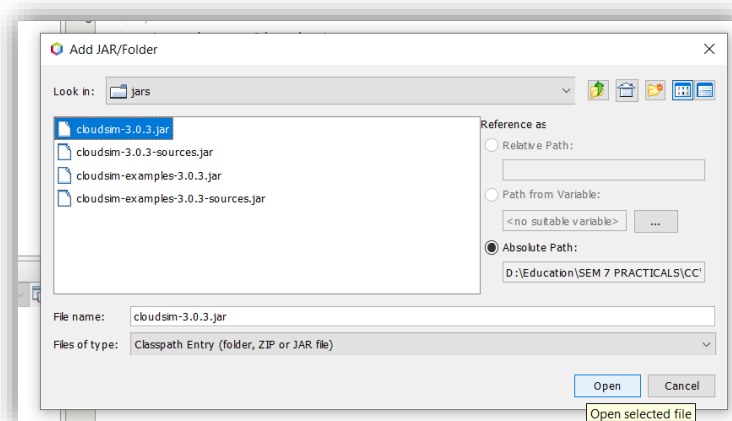 Add JAR/Folder
Look in:
jars
cloudsim-3.0.3.jar
cloudsim-3.0.3-sources.jar
cloudsim-examples-3.0.3.jar
cloudsim-examples-3.0.3-sources.jar
Reference as
Relative Path:
Path from Variable:
<no suitable variable>
...
Absolute Path:
D:\Education\SEM 7 PRACTICALS\CC\
File name:
cloudsim-3.0.3.jar
Files of type:
Classpath Entry (folder, ZIP or JAR file)
Open
Cancel
Open selected file